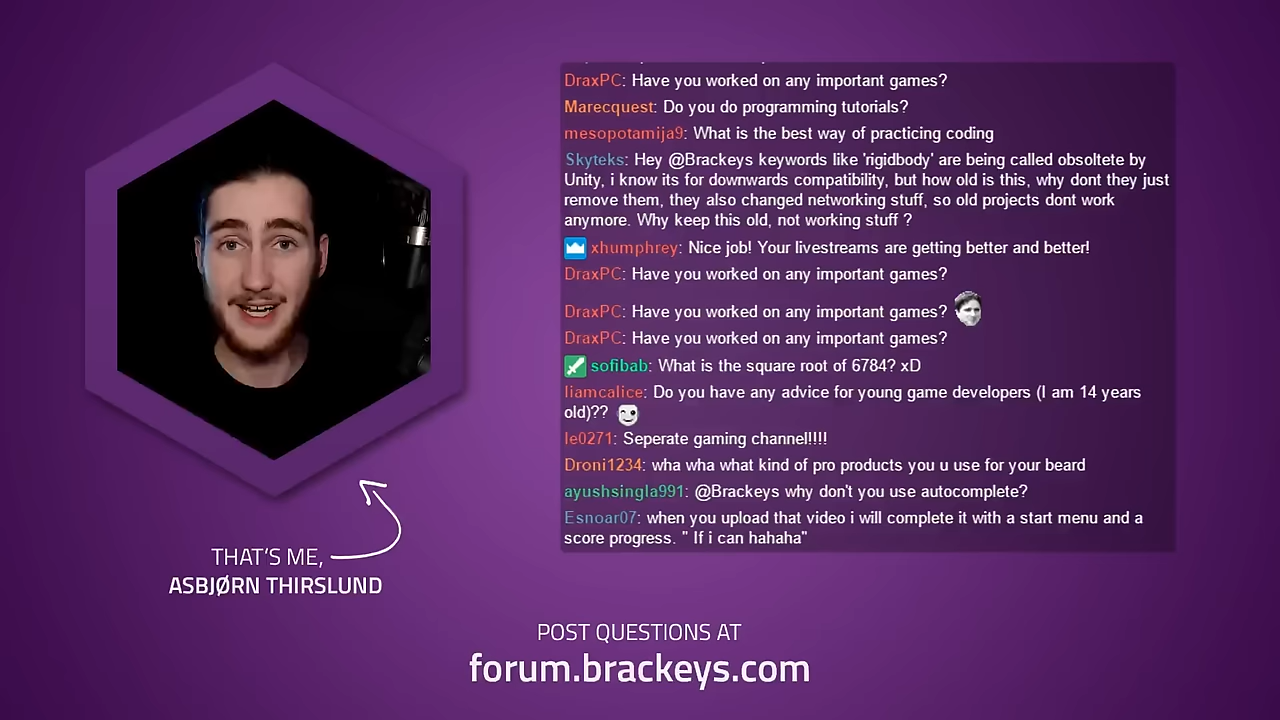 DraxPC: Have you worked on any important games?
Marecquest: Do you do programming tutorials?
mesopotamija9: What is the best way of practicing coding
Skyteks: Hey @Brackeys keywords like 'rigidbody' are being called obsoltete by
Unity, i know its for downwards compatibility, but how old is this, why dont they just
remove them, they also changed networking stuff, so old projects dont work
anymore. Why keep this old, not working stuff ?
xhumphrey: Nice job! Your livestreams are getting better and better!
DraxPC: Have you worked on any important games?
DraxPC: Have you worked on any important games?
DraxPC: Have you worked on any important games?
sofibab: What is the square root of 6784? xD
liamcalice: Do you have any advice for young game developers (I am 14 years
old)??
le0271: Seperate gaming channel!!!!
Droni1234: wha wha what kind of pro products you u use for your beard
ayushsingla991: @Brackeys why don't you use autocomplete?
Esnoar07: when you upload that video i will complete it with a start menu and a
score progress. " If i can hahaha"
THAT'S ME,
ASBJØRN THIRSLUND
POST QUESTIONS AT
forum.brackeys.com